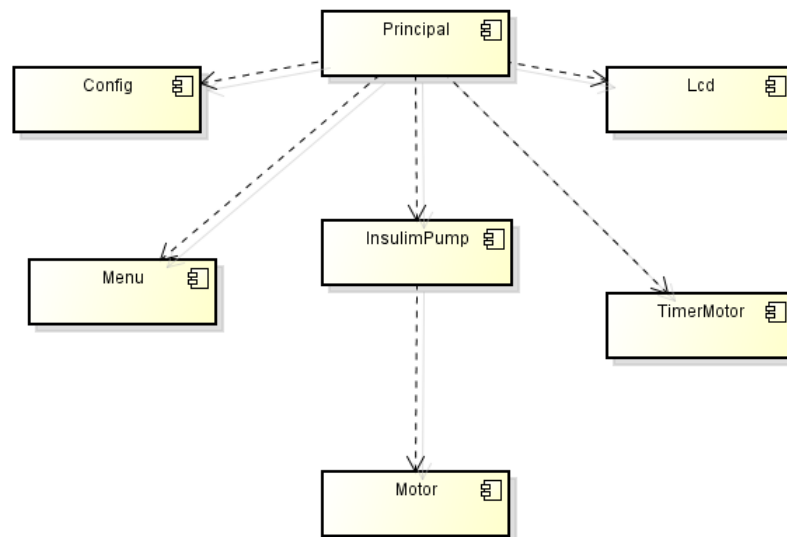 Principal
Config
Lcd
InsulimPump
Menu
TimerMotor
Motor